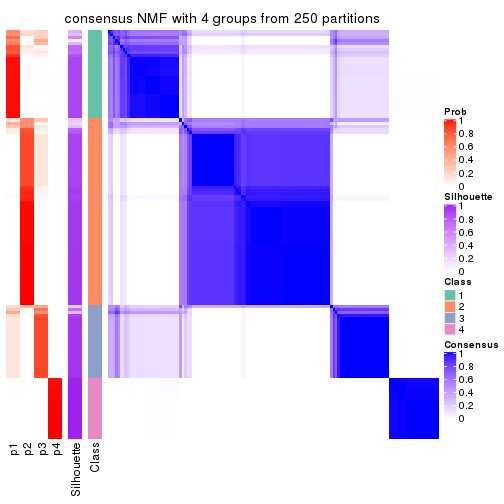 consensus NMF with 4 groups from 250 partitions
Prob
1
0.8
0.6
0.4
0.2
0
Silhouette
1
0.8
0.6
0.4
0.2
0
Class
1
2
3
4
Consensus
1
0.8
0.6
0.4
0.2
0
p1
p2
p3
p4
Silhouette
Class